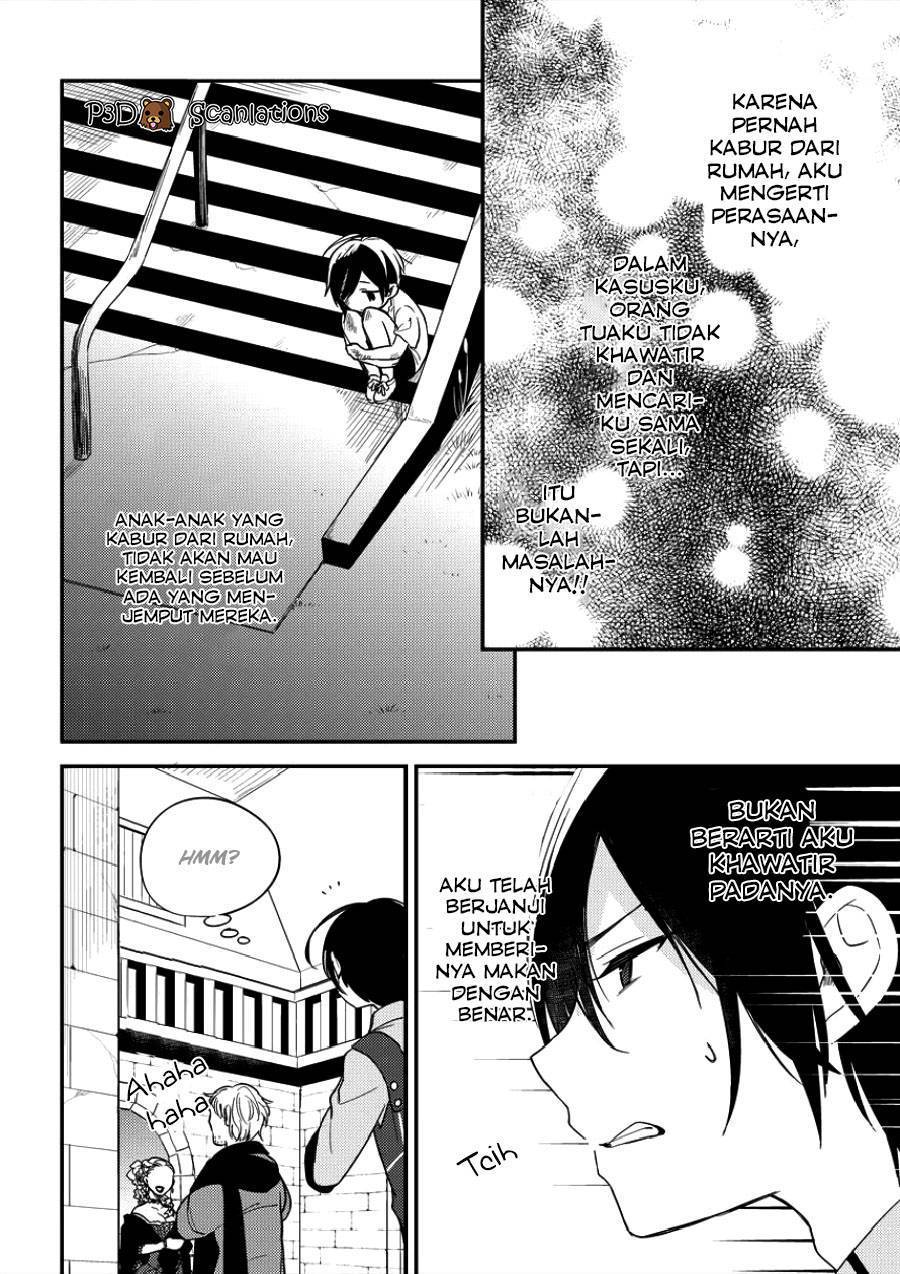 KARENA
PERNAH
KABUR DARI
RUMAH, AKU
MENGERTI
PERASAAN-
NYA,
DALAM
KASUSKU,
ORANG
TUAKU TIDAK
KHAWATIR
DAN
MENCARI-
KU SAMA
SEKALI,
TAPI...
ITU
BUKAN-
LAH
MASALAH-
NYA!!
P3D Scanlations
ANAK-ANAK YANG
KABUR DARI RUMAH,
TIDAK AKAN MAU
KEMBALI SEBELUM
ADA YANG MEN-
JEMPUT MEREKA.
BUKAN
BERARTI AKU
KHAWATIR
PADANYA.
AKU TELAH
BERJANJI
UNTUK
MEMBERI-
NYA MAKAN
DENGAN
BENAR.
Tcih
HMM?
Ahaha
haha